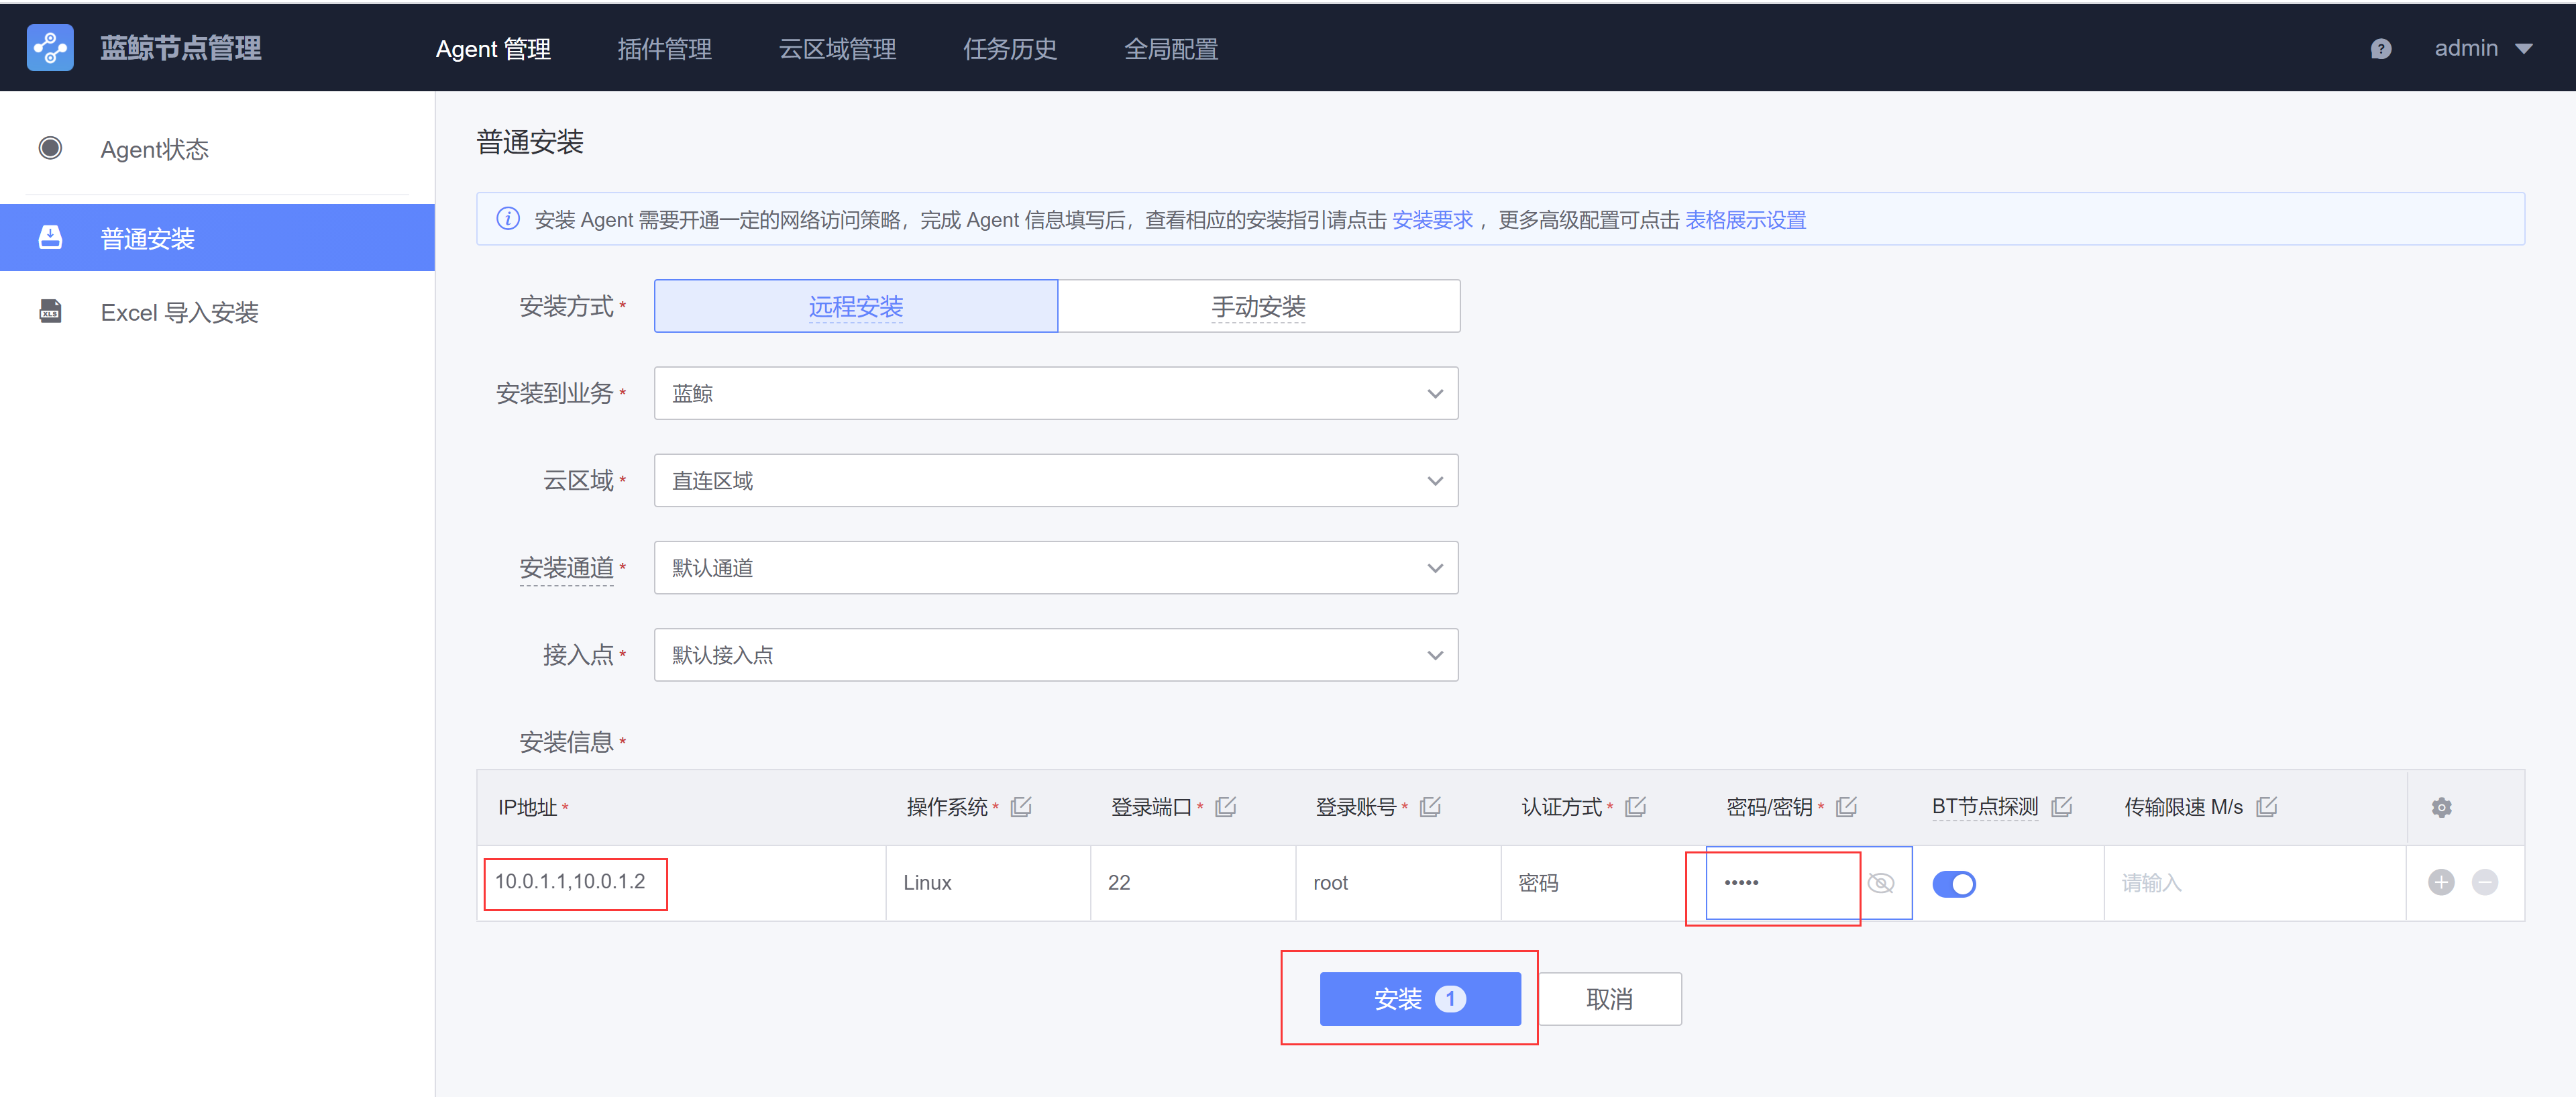 蓝鲸节点管理 Agent 管理 插件管理 云区域管理 任务历史 全局配置 ? admin
Agent状态
普通安装
XLS Excel 导入安装
普通安装
安装 Agent 需要开通一定的网络访问策略，完成 Agent 信息填写后，查看相应的安装指引请点击 安装要求 ，更多高级配置可点击 表格展示设置
安装方式* 远程安装 手动安装
安装到业务* 蓝鲸
云区域* 直连区域
安装通道* 默认通道
接入点* 默认接入点
安装信息*
IP地址* 操作系统* 登录端口* 登录账号* 认证方式* 密码/密钥* BT节点探测 传输限速 M/s
10.0.1.1,10.0.1.2 Linux 22 root 密码 ••••• 请输入
安装 1 取消